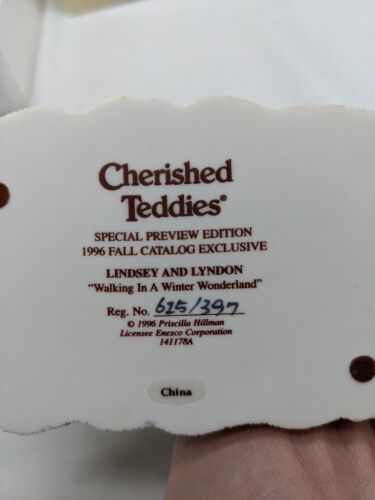 Cherished
Teddies®
SPECIAL PREVIEW EDITION
1996 FALL CATALOG EXCLUSIVE
LINDSEY AND LYNDON
"Walking In A Winter Wonderland"
Reg. No. 625/397
© 1996 Priscilla Hillman
Licensee Enesco Corporation
141178A
China